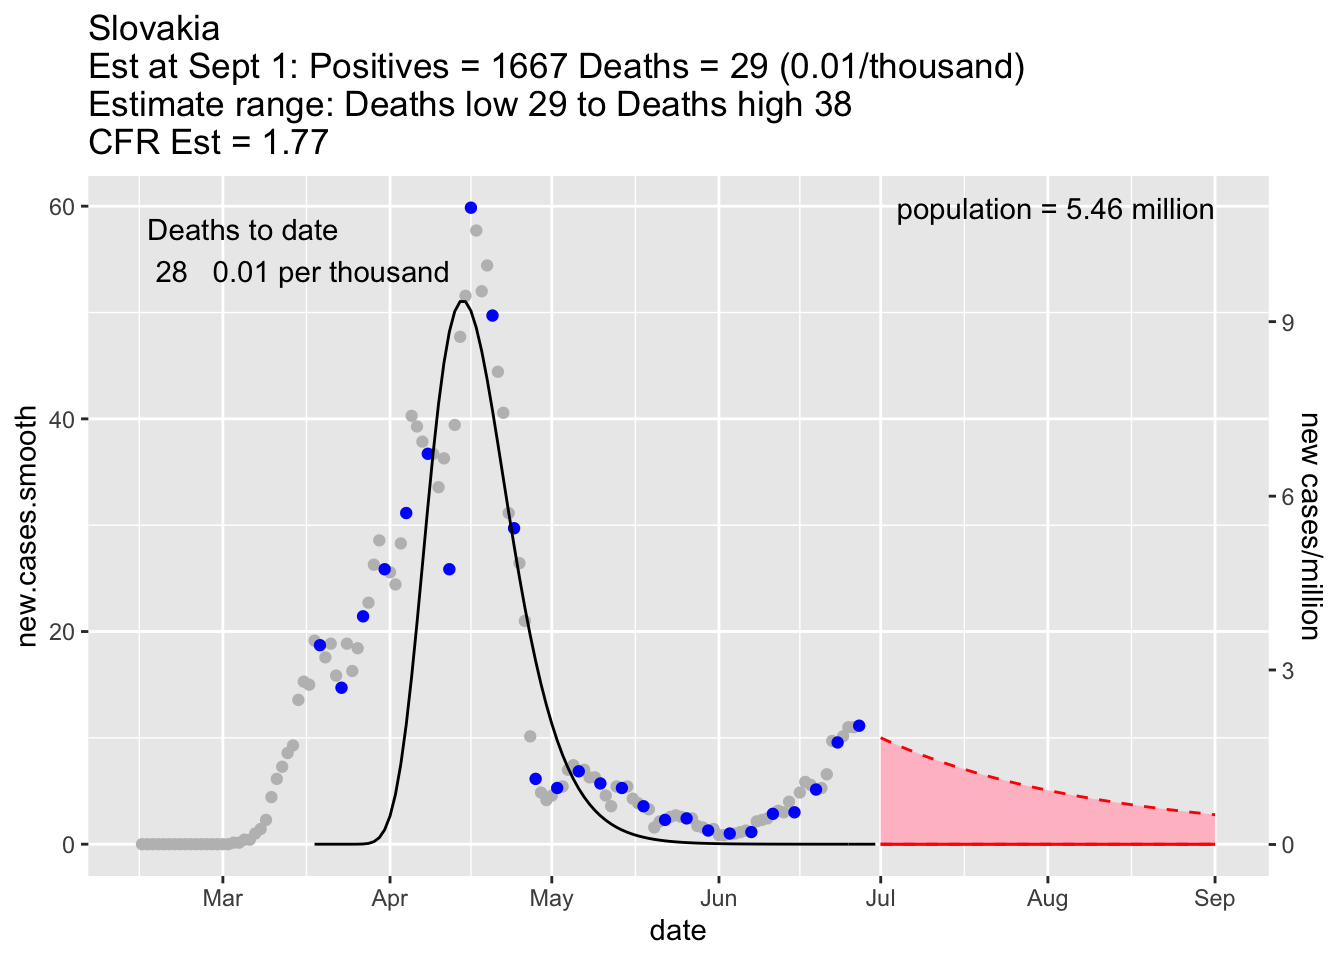 Slovakia
Est at Sept 1: Positives = 1667 Deaths = 29 (0.01/thousand)
Estimate range: Deaths low 29 to Deaths high 38
CFR Est = 1.77
population = 5.46 million
Deaths to date
28 0.01 per thousand
60
40
20
0
new.cases.smooth
9
6
3
0
new cases/million
Mar Apr May Jun Jul Aug Sep
date